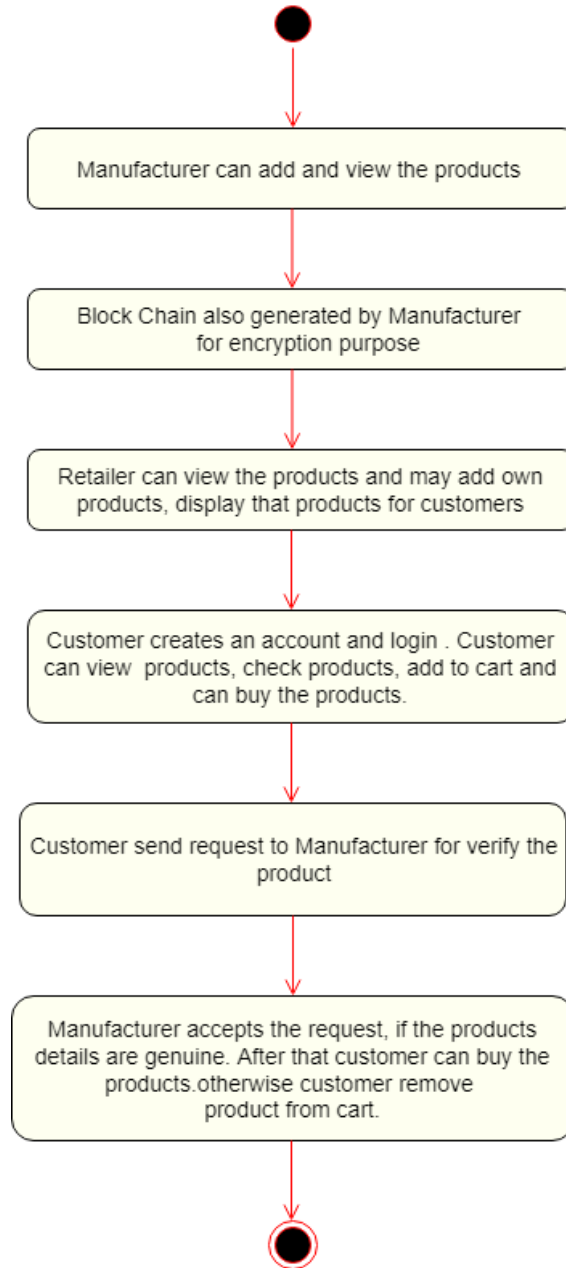 Manufacturer can add and view the products
Block Chain also generated by Manufacturer
for encryption purpose
Retailer can view the products and may add own
products, display that products for customers
Customer creates an account and login . Customer
can view  products, check products, add to cart and
can buy the products.
Customer send request to Manufacturer for verify the
product
Manufacturer accepts the request, if the products
details are genuine. After that customer can buy the
products.otherwise customer remove
product from cart.